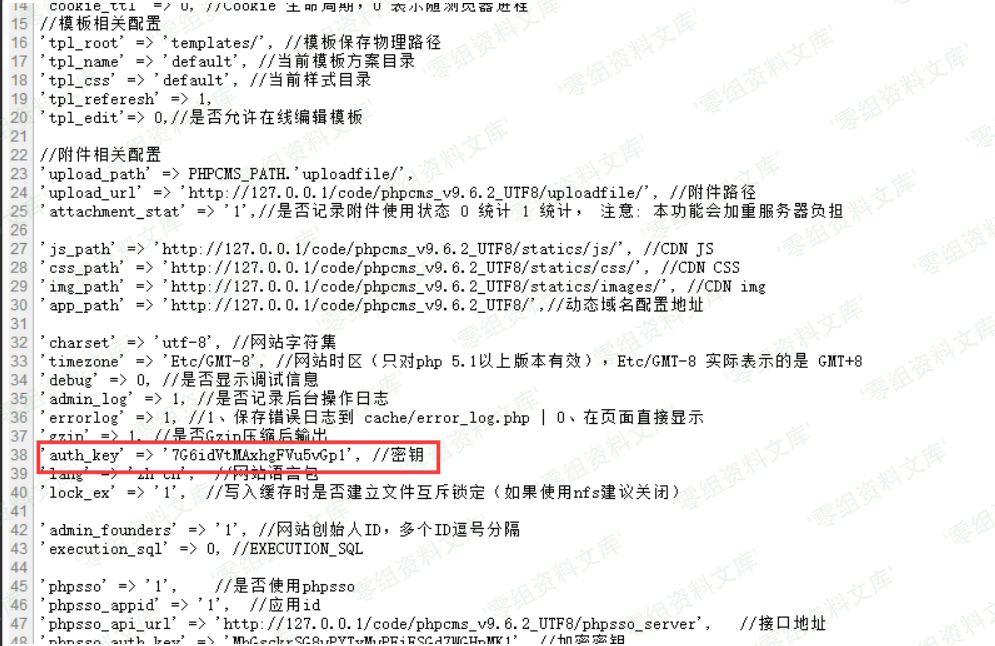 14 'cookie_ttl' => 0, //Cookie 生命周期，0 表示随浏览器进程
15 //模板相关配置
16 'tpl_root' => 'templates/', //模板保存物理路径
17 'tpl_name' => 'default', //当前模板方案目录
18 'tpl_css' => 'default', //当前样式目录
19 'tpl_referesh' => 1,
20 'tpl_edit'=> 0,//是否允许在线编辑模板
21
22 //附件相关配置
23 'upload_path' => PHPCMS_PATH.'uploadfile/',
24 'upload_url' => 'http://127.0.0.1/code/phpcms_v9.6.2_UTF8/uploadfile/', //附件路径
25 'attachment_stat' => '1',//是否记录附件使用状态 0 统计 1 统计， 注意: 本功能会加重服务器负担
26
27 'js_path' => 'http://127.0.0.1/code/phpcms_v9.6.2_UTF8/statics/js/', //CDN JS
28 'css_path' => 'http://127.0.0.1/code/phpcms_v9.6.2_UTF8/statics/css/', //CDN CSS
29 'img_path' => 'http://127.0.0.1/code/phpcms_v9.6.2_UTF8/statics/images/', //CDN img
30 'app_path' => 'http://127.0.0.1/code/phpcms_v9.6.2_UTF8/',//动态域名配置地址
31
32 'charset' => 'utf-8', //网站字符集
33 'timezone' => 'Etc/GMT-8', //网站时区（只对php 5.1以上版本有效），Etc/GMT-8 实际表示的是 GMT+8
34 'debug' => 0, //是否显示调试信息
35 'admin_log' => 1, //是否记录后台操作日志
36 'errorlog' => 1, //1、保存错误日志到 cache/error_log.php | 0、在页面直接显示
37 'gzip' => 1, //是否Gzip压缩后输出
38 'auth_key' => '7G6idVtMAxhgFVu5vGp1', //密钥
39 'lang' => 'zh-cn', //网站语言包
40 'lock_ex' => '1', //写入缓存时是否建立文件互斥锁定（如果使用nfs建议关闭）
41
42 'admin_founders' => '1', //网站创始人ID，多个ID逗号分隔
43 'execution_sql' => 0, //EXECUTION_SQL
44
45 'phpsso' => '1', //是否使用phpsso
46 'phpsso_appid' => '1', //应用id
47 'phpsso_api_url' => 'http://127.0.0.1/code/phpcms_v9.6.2_UTF8/phpsso_server', //接口地址
48 'phpsso_auth_key' => //加密密钥
'零组资料文库'